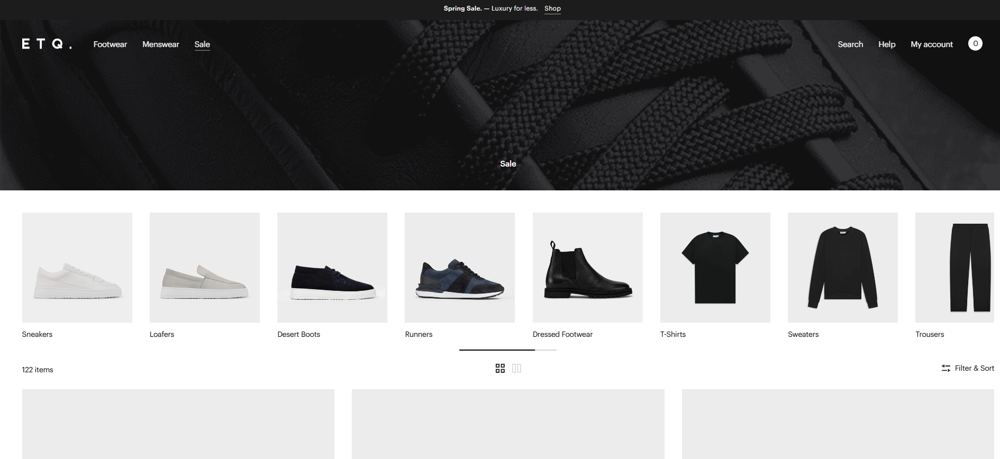 Spring Sale. — Luxury for less. Shop
ETQ. Footwear Menswear Sale Search Help My account 0
Sale
Sneakers Loafers Desert Boots Runners Dressed Footwear T-Shirts Sweaters Trousers
122 items Filter & Sort